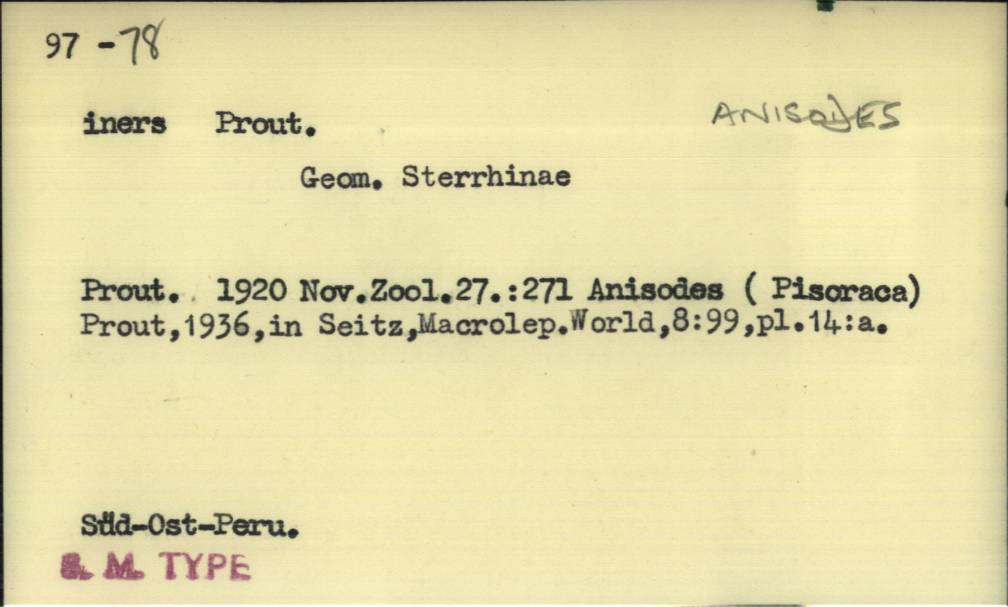 97 -78
iners Prout. ANISODES
Geom. Sterrhinae
Prout. 1920 Nov.Zool.27.:271 Anisodes ( Pisoraca)
Prout,1936,in Seitz,Macrolep.World,8:99,pl.14:a.
Süd-Ost-Peru.
B. M. TYPE